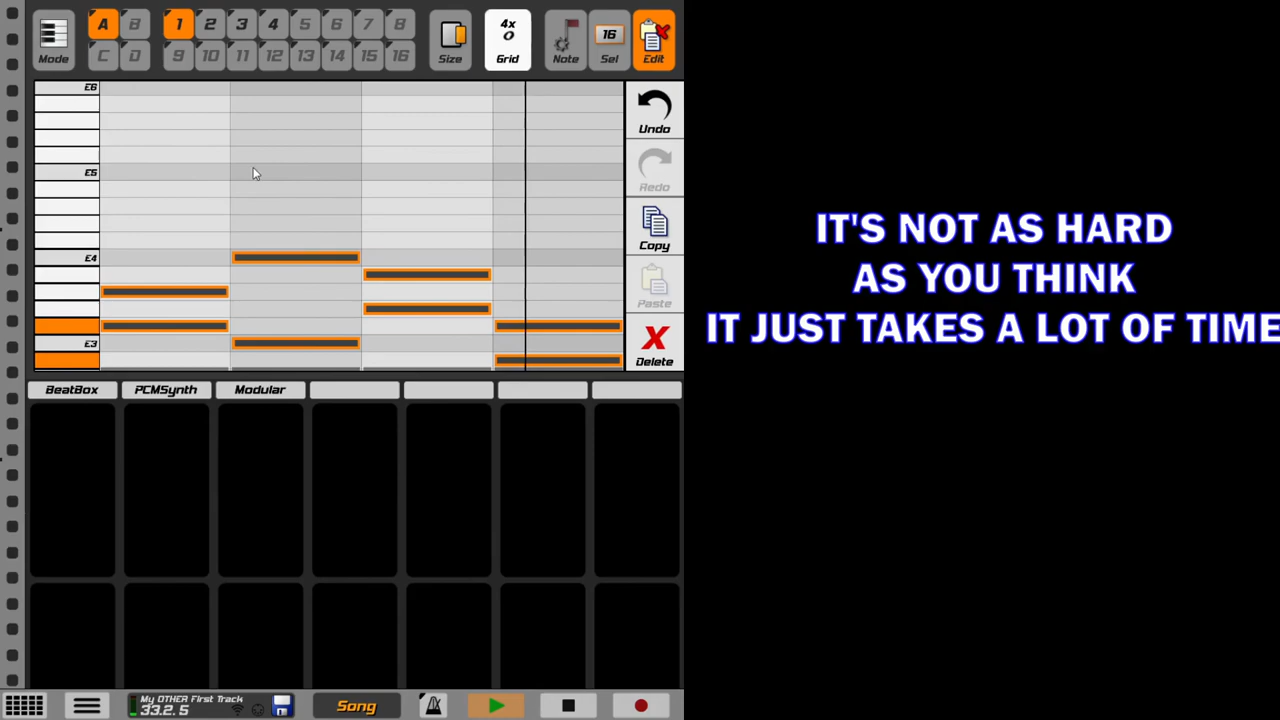 A B 1 2 3 4 5 6 7 8
C D 9 10 11 12 13 14 15 16
Mode
Size
4x
Grid
Note
16
Sel
Edit
E6
E5
E4
E3
Undo
Redo
Copy
Paste
Delete
BeatBox PCMSynth Modular
My OTHER First Track
33.2.5
Song
IT'S NOT AS HARD
AS YOU THINK
IT JUST TAKES A LOT OF TIME